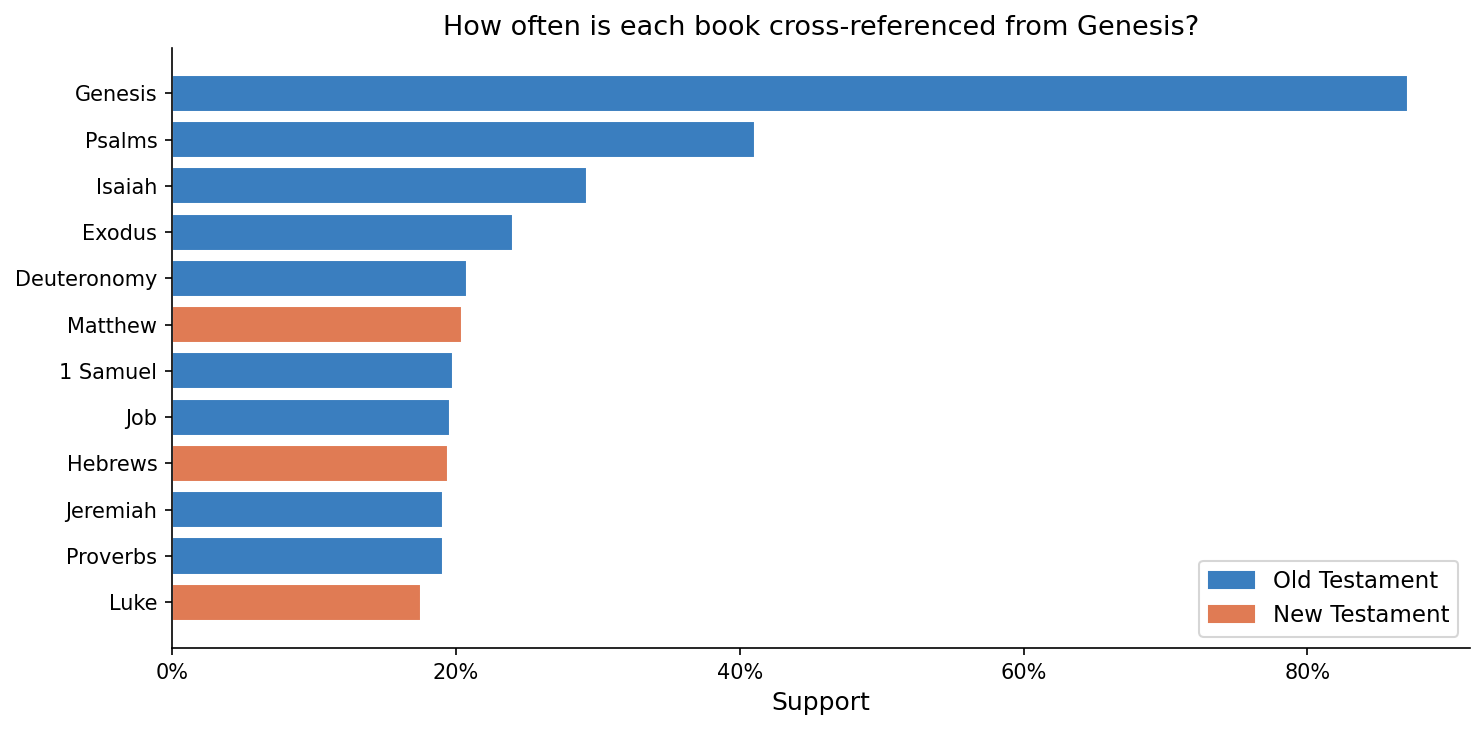 How often is each book cross-referenced from Genesis?
Genesis
Psalms
Isaiah
Exodus
Deuteronomy
Matthew
1 Samuel
Job
Hebrews
Jeremiah
Proverbs
Luke
Old Testament
New Testament
0% 20% 40% 60% 80%
Support